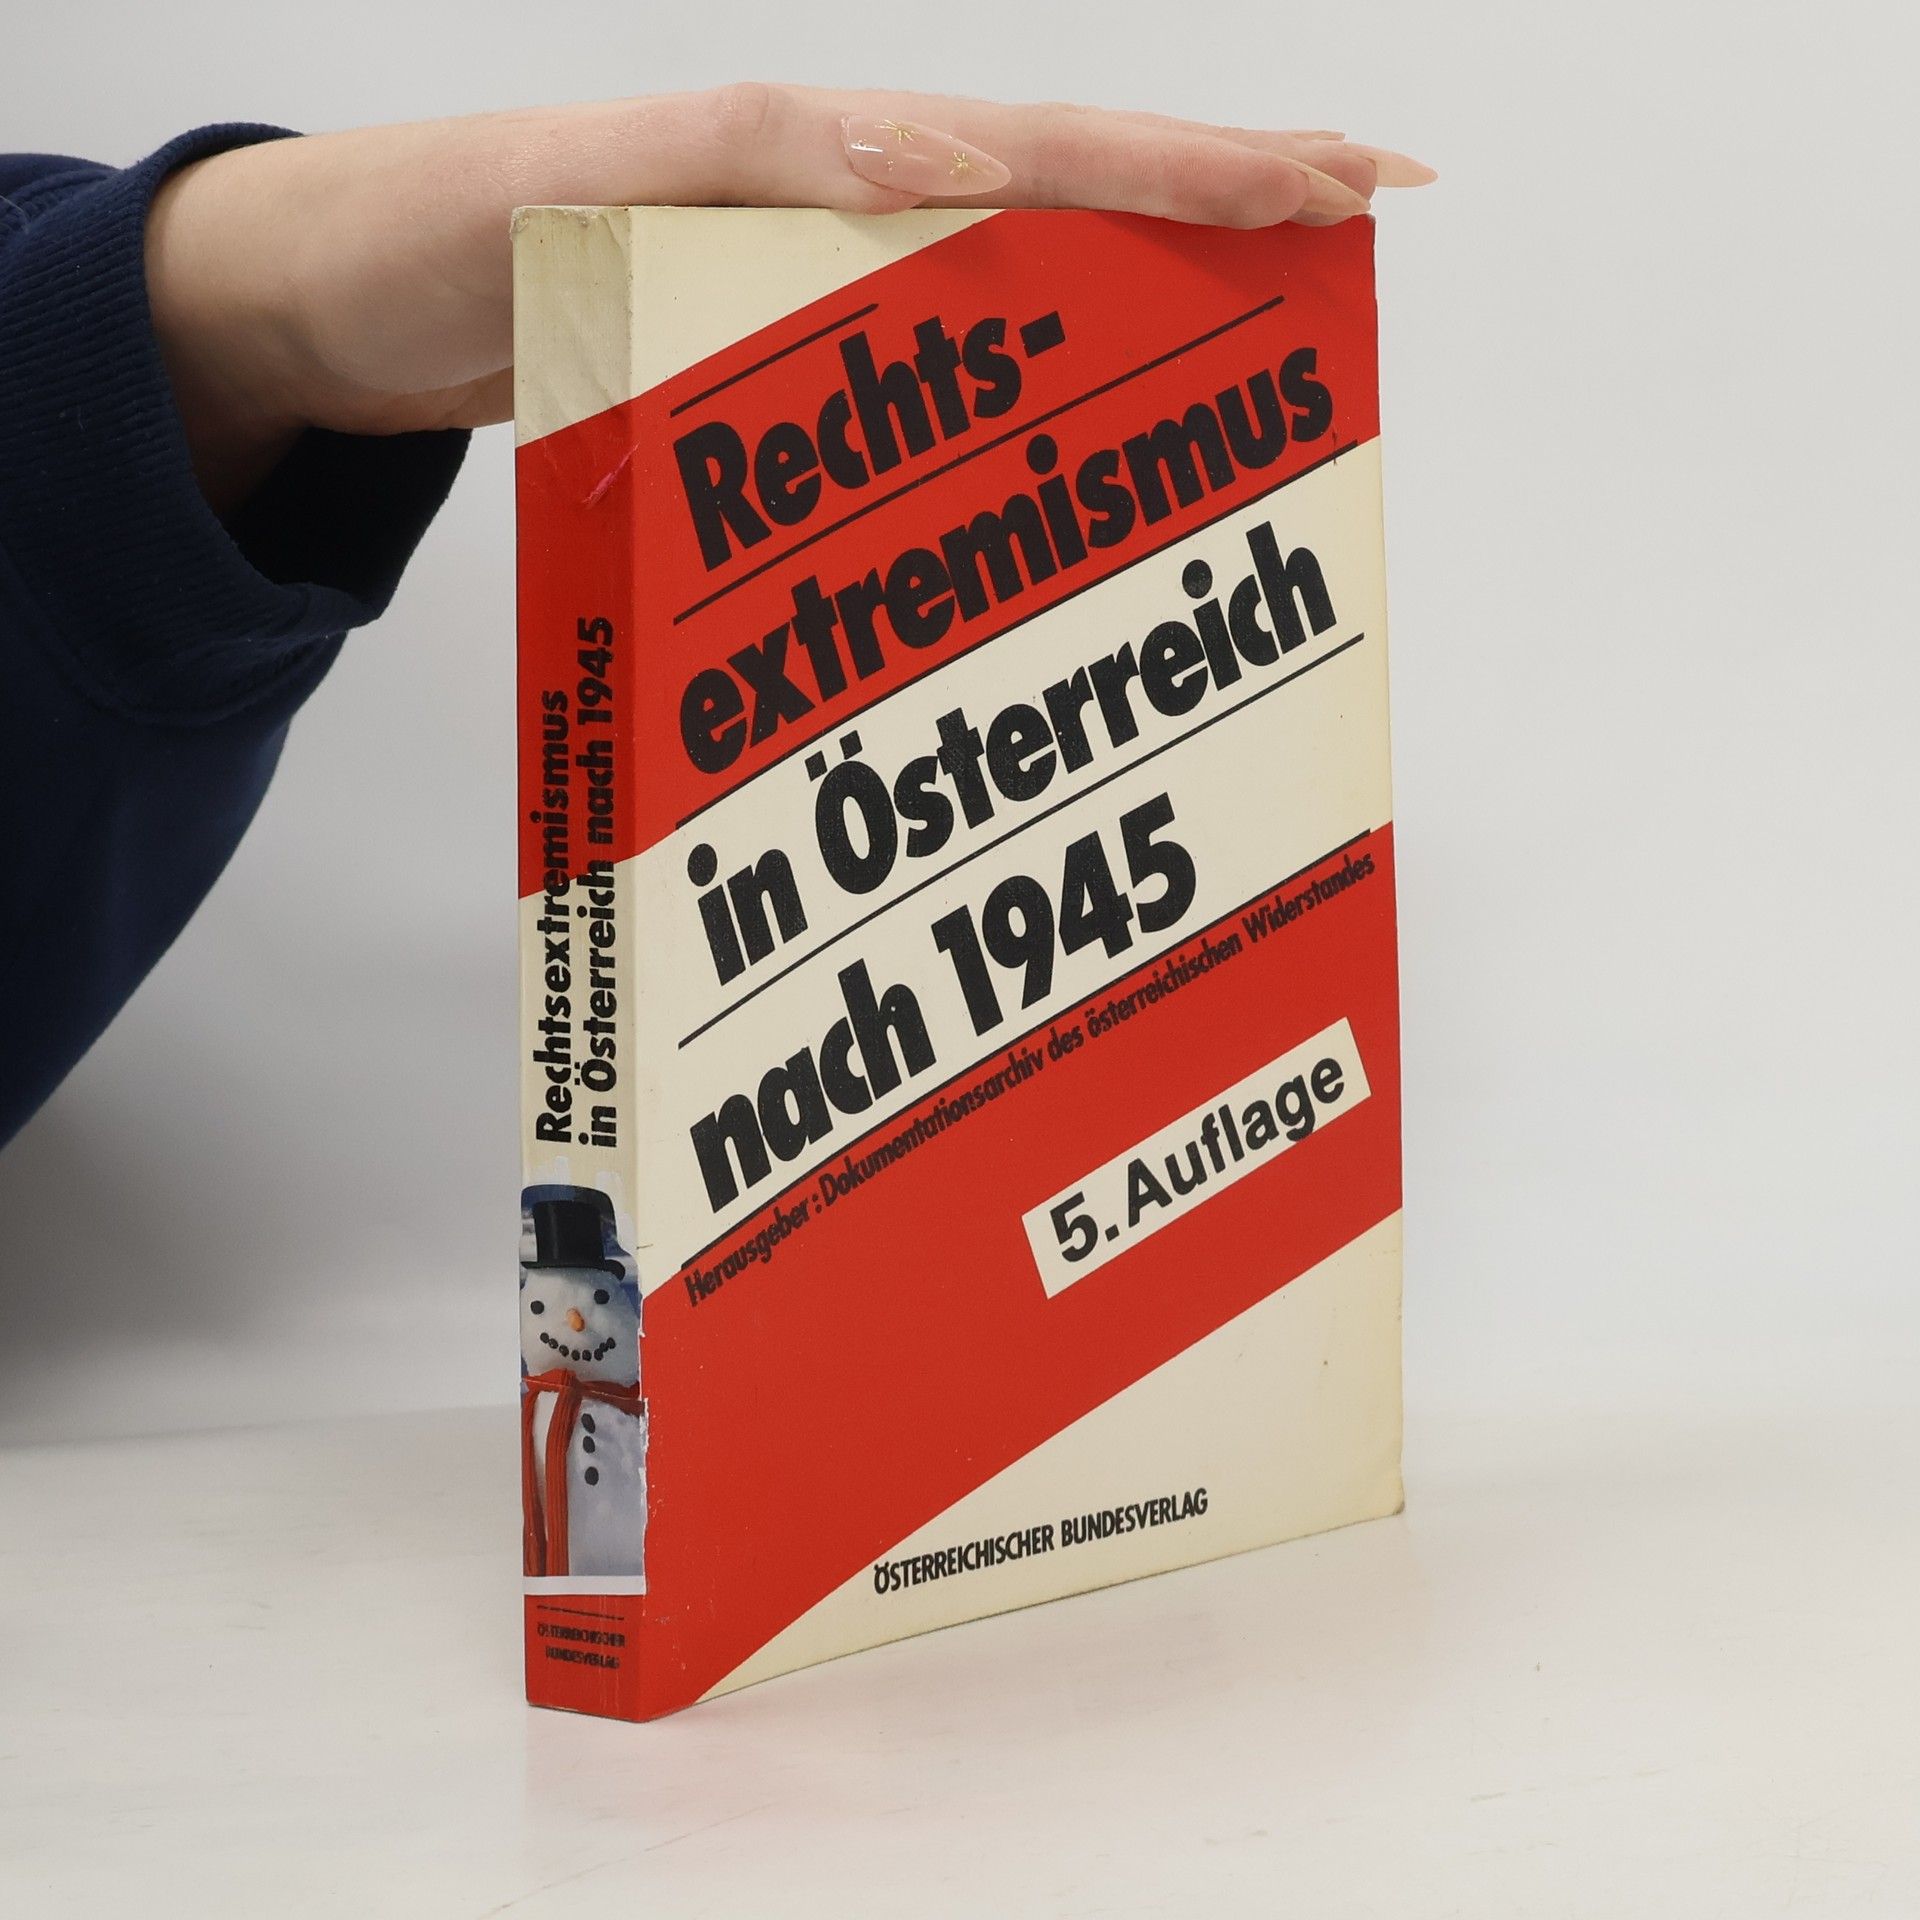 Rechts-
extremismus
in Österreich
nach 1945
Herausgeber: Dokumentationsarchiv des österreichischen Widerstandes
5. Auflage
ÖSTERREICHISCHER BUNDESVERLAG
Rechtsextremismus
in Österreich nach 1945
ÖSTERREICHISCHER
BUNDESVERLAG